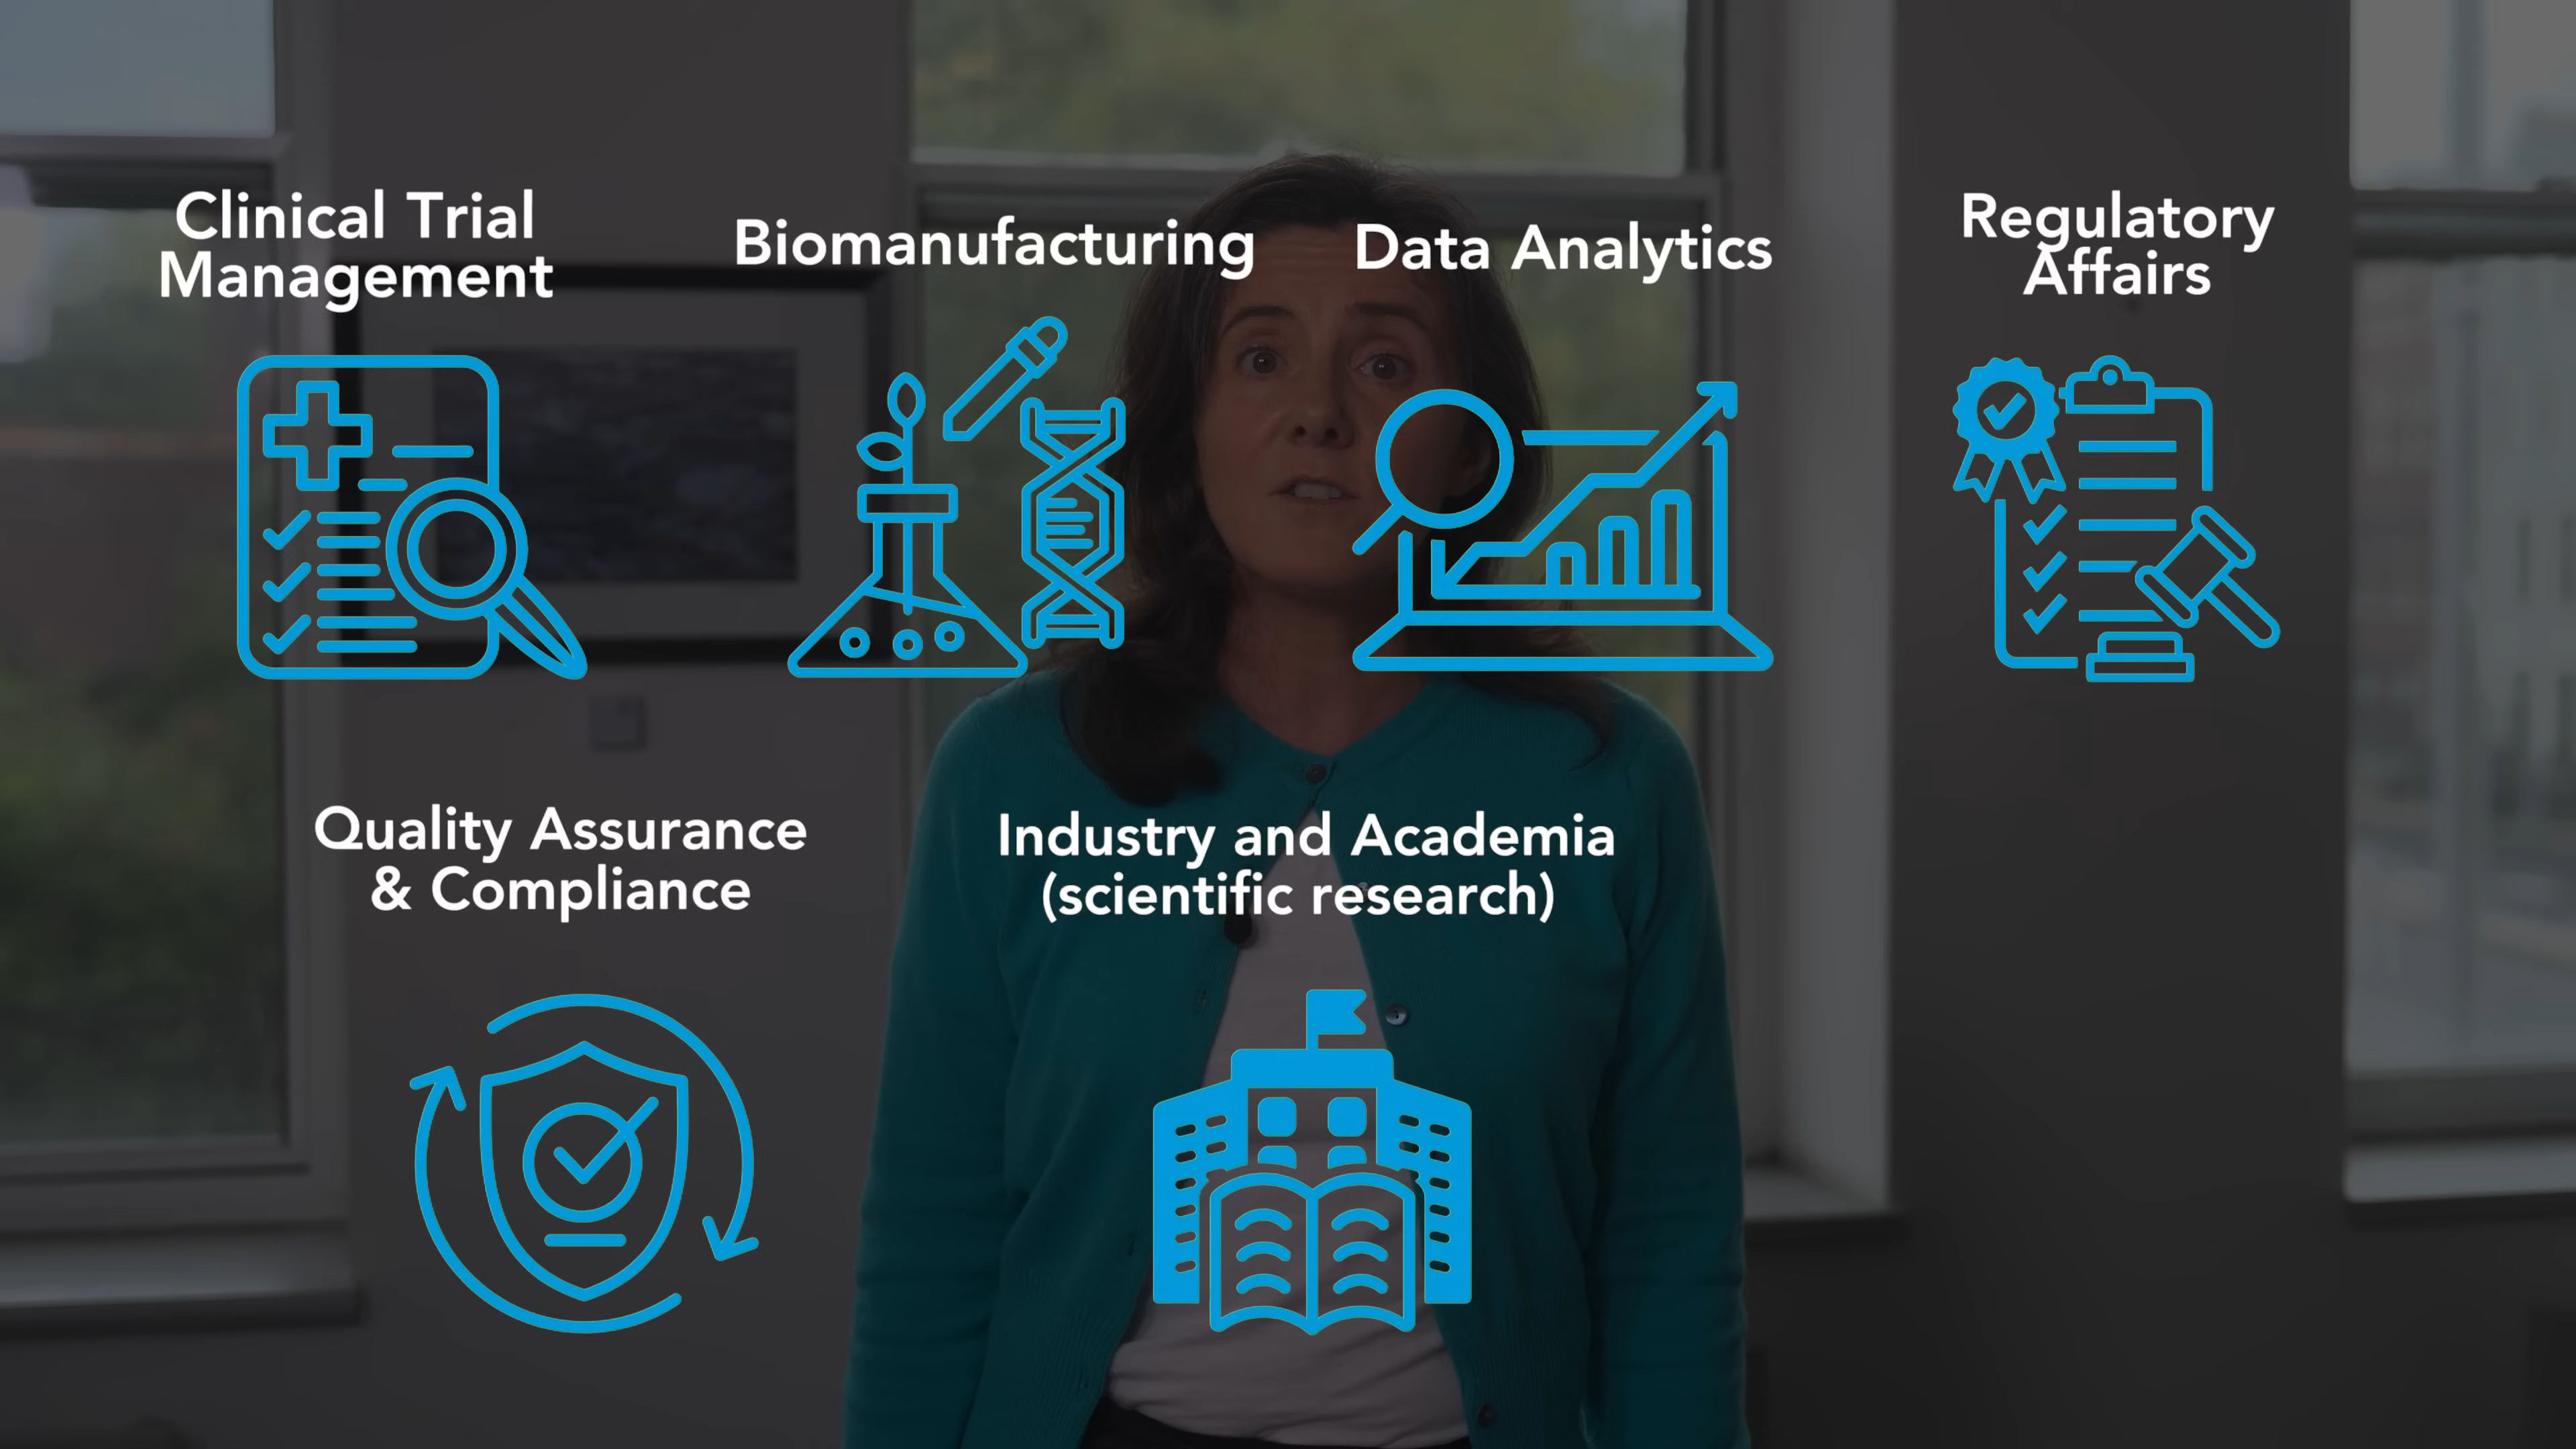 Clinical Trial
Management
Biomanufacturing
Data Analytics
Regulatory
Affairs
Quality Assurance
& Compliance
Industry and Academia
(scientific research)